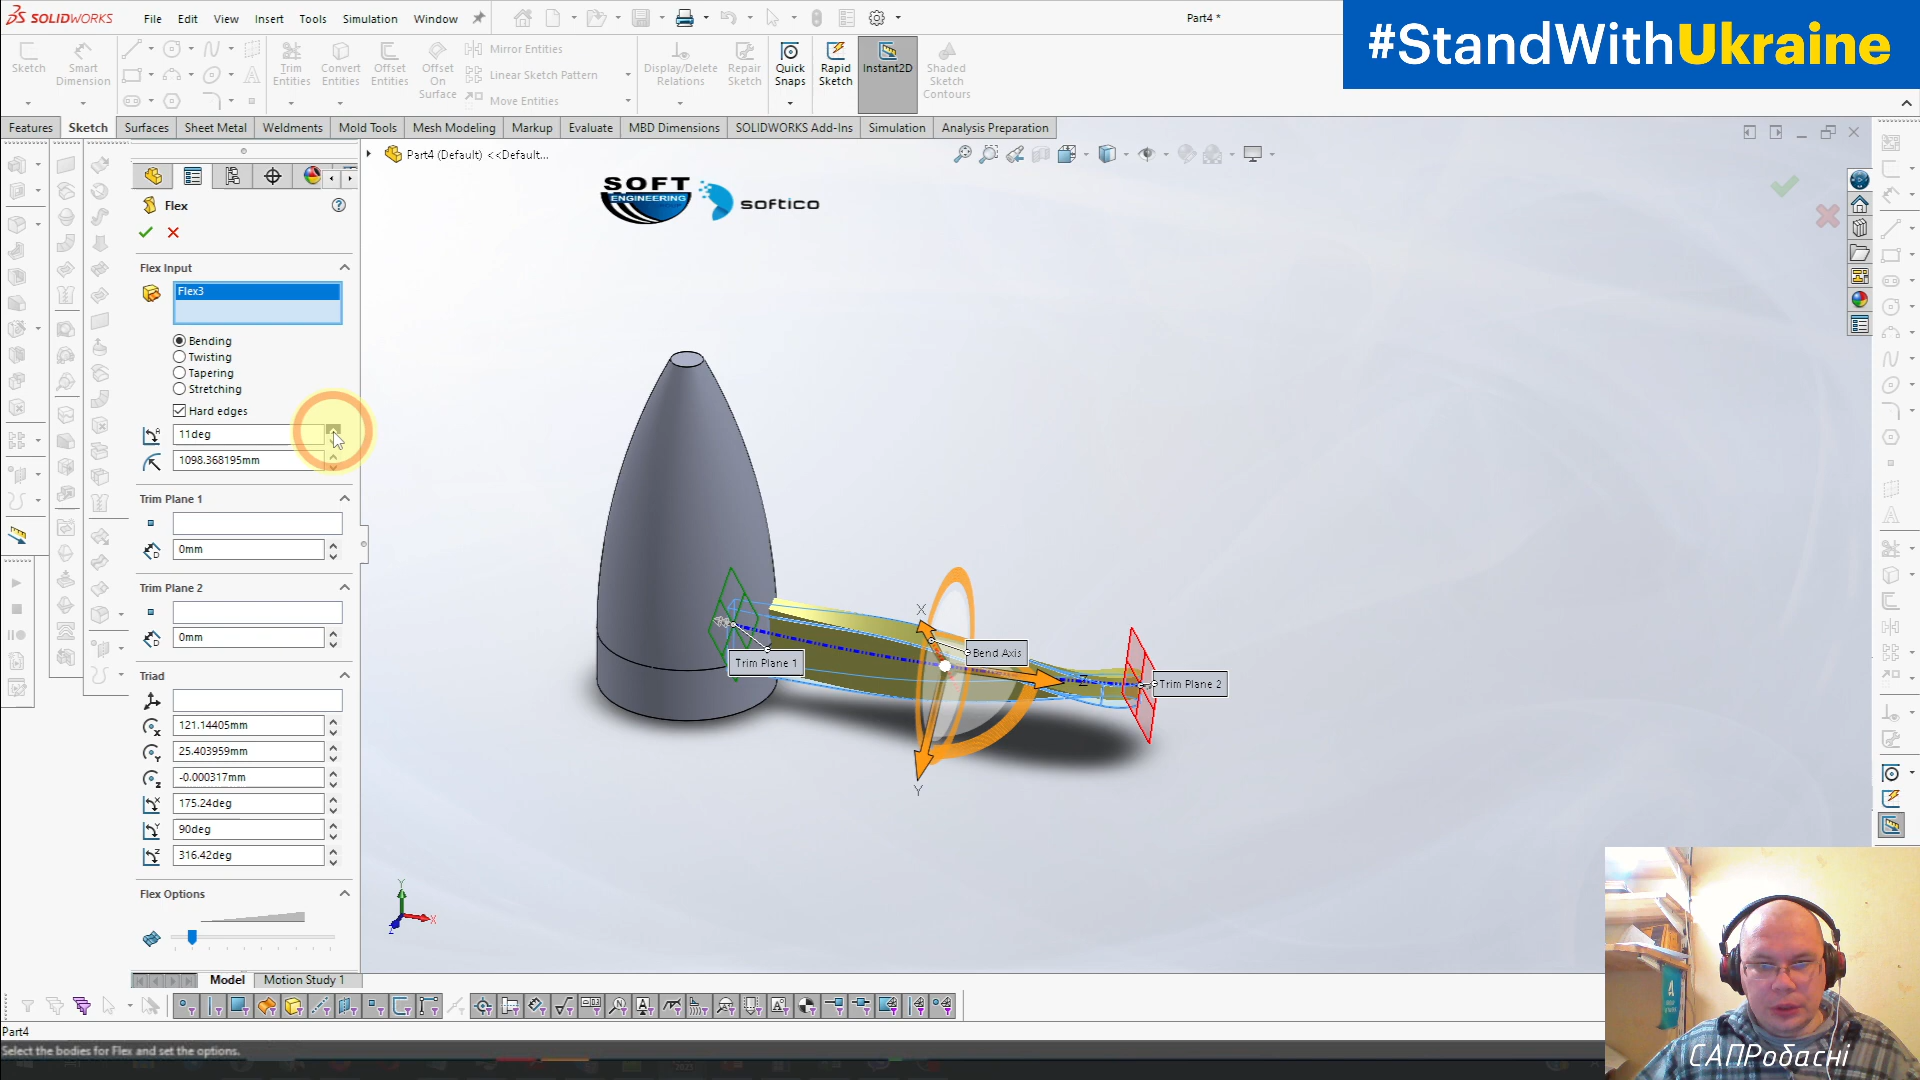 SOLIDWORKS
File Edit View Insert Tools Simulation Window
Part4 *
#StandWithUkraine
Sketch
Smart Dimension
Trim Entities
Convert Entities
Offset Entities
Offset On Surface
Mirror Entities
Linear Sketch Pattern
Move Entities
Display/Delete Relations
Repair Sketch
Quick Snaps
Rapid Sketch
Instant2D
Shaded Sketch Contours
Features Sketch Surfaces Sheet Metal Weldments Mold Tools Mesh Modeling Markup Evaluate MBD Dimensions SOLIDWORKS Add-Ins Simulation Analysis Preparation
Part4 (Default) <<Default...
SOFT
ENGINEERING
softico
Flex
Flex Input
Flex3
Bending
Twisting
Tapering
Stretching
Hard edges
11deg
1098.368195mm
Trim Plane 1
0mm
Trim Plane 2
0mm
Triad
121.14405mm
25.403959mm
-0.000317mm
175.24deg
90deg
316.42deg
Flex Options
X
Bend Axis
Trim Plane 1
Z
Trim Plane 2
Y
Y
X
Z
Model Motion Study 1
Part4
Select the bodies for Flex and set the options.
САПРобасні